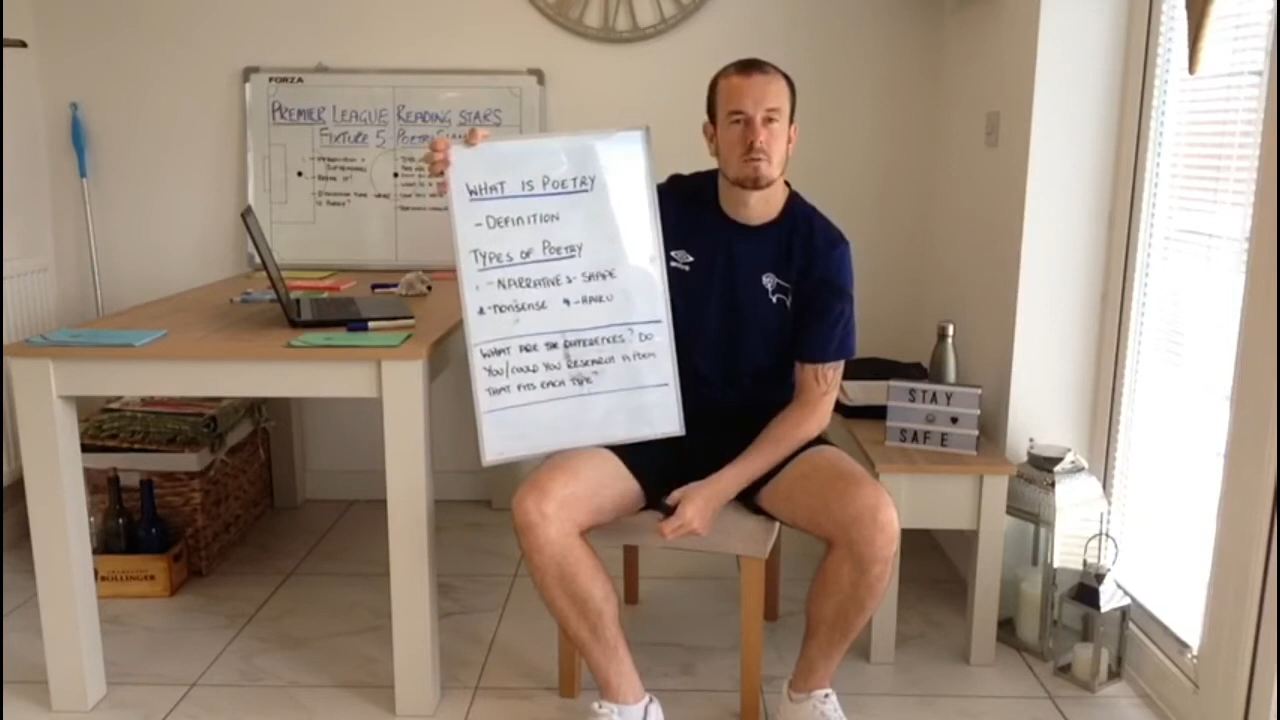 FORZA
PREMIER LEAGUE READING STARS
FIXTURE 5 POETRY
WHAT IS POETRY
- DEFINITION
TYPES OF POETRY
1 - NARRATIVE 3 - SHAPE
2 - NONSENSE 4 - HAIKU
WHAT ARE THE DIFFERENCES? DO
YOU/COULD YOU RESEARCH A POEM
THAT FITS EACH TYPE
umbro
STAY
SAFE
BOLLINGER